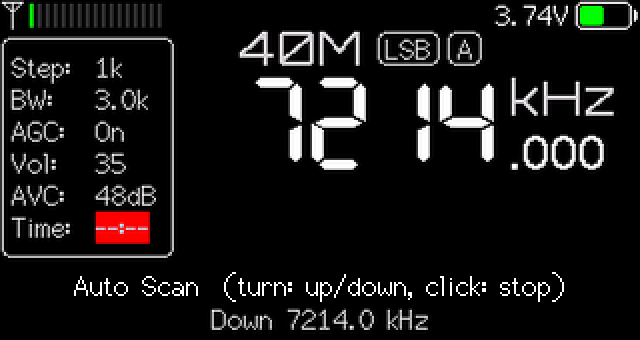 3.74V
40M LSB A
7214.000 kHz
Step: 1k
BW: 3.0k
AGC: On
Vol: 35
AVC: 48dB
Time: --:--
Auto Scan (turn: up/down, click: stop)
Down 7214.0 kHz